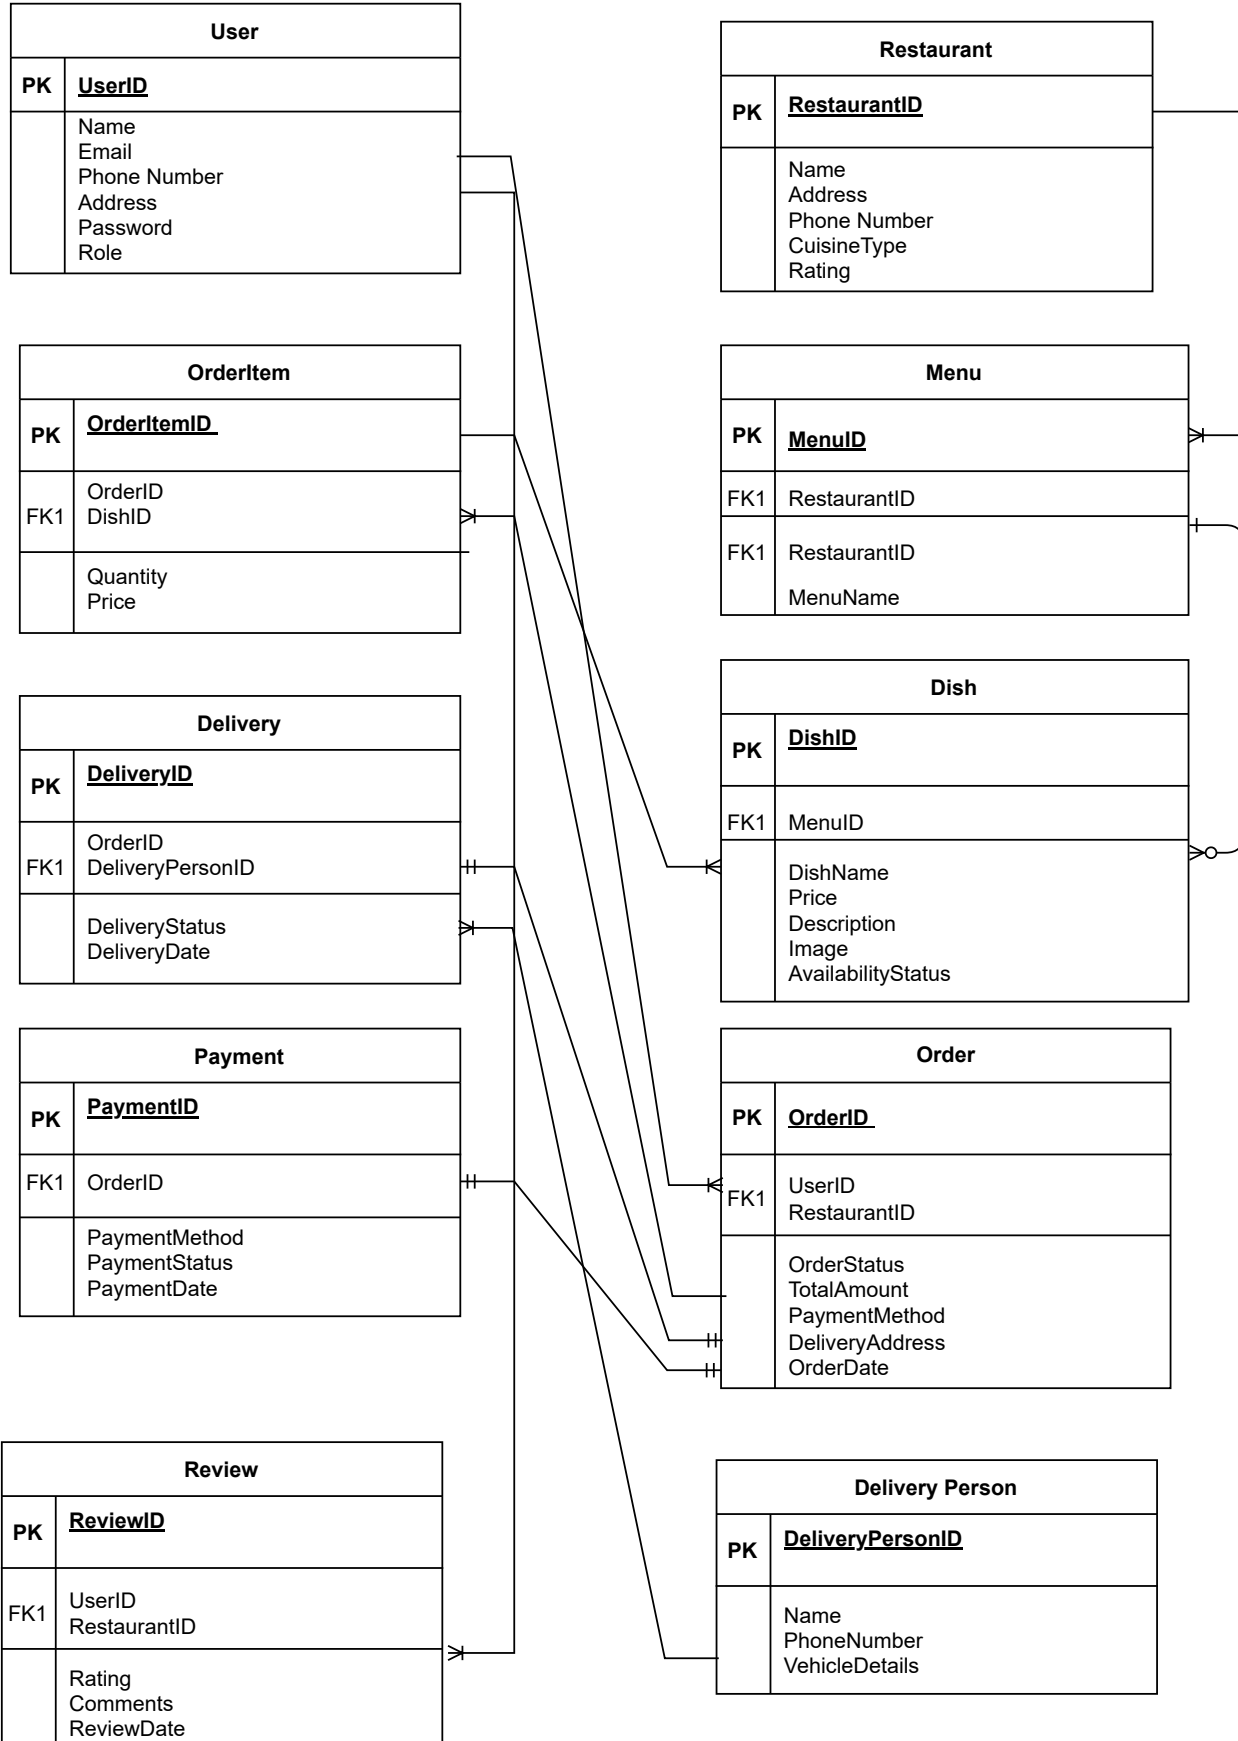 User
PK UserID
Name
Email
Phone Number
Address
Password
Role
Restaurant
PK RestaurantID
Name
Address
Phone Number
CuisineType
Rating
OrderItem
PK OrderItemID
OrderID
FK1 DishID
Quantity
Price
Menu
PK MenuID
FK1 RestaurantID
FK1 RestaurantID
MenuName
Delivery
PK DeliveryID
OrderID
FK1 DeliveryPersonID
DeliveryStatus
DeliveryDate
Dish
PK DishID
FK1 MenuID
DishName
Price
Description
Image
AvailabilityStatus
Payment
PK PaymentID
FK1 OrderID
PaymentMethod
PaymentStatus
PaymentDate
Order
PK OrderID
FK1 UserID
RestaurantID
OrderStatus
TotalAmount
PaymentMethod
DeliveryAddress
OrderDate
Review
PK ReviewID
FK1 UserID
RestaurantID
Rating
Comments
ReviewDate
Delivery Person
PK DeliveryPersonID
Name
PhoneNumber
VehicleDetails